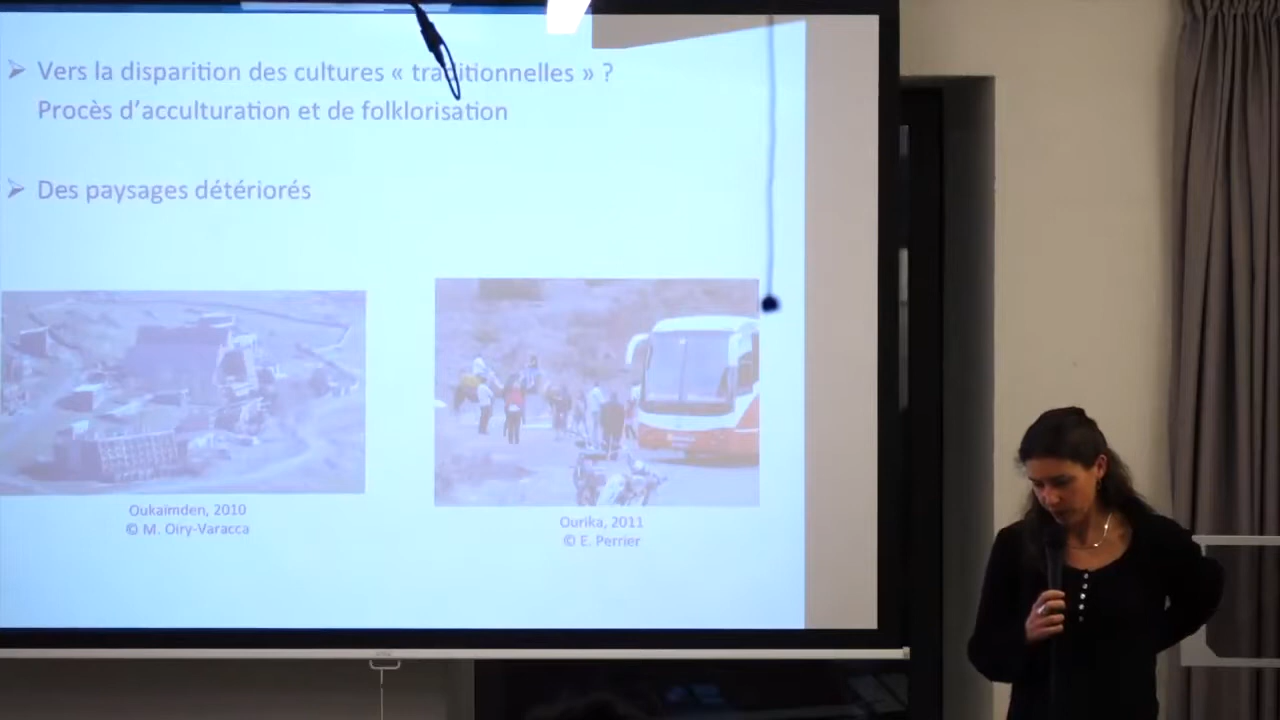 ➢ Vers la disparition des cultures « traditionnelles » ?
Procès d'acculturation et de folklorisation
➢ Des paysages détériorés
Oukaïmden, 2010
© M. Oiry-Varacca
Ourika, 2011
© E. Perrier